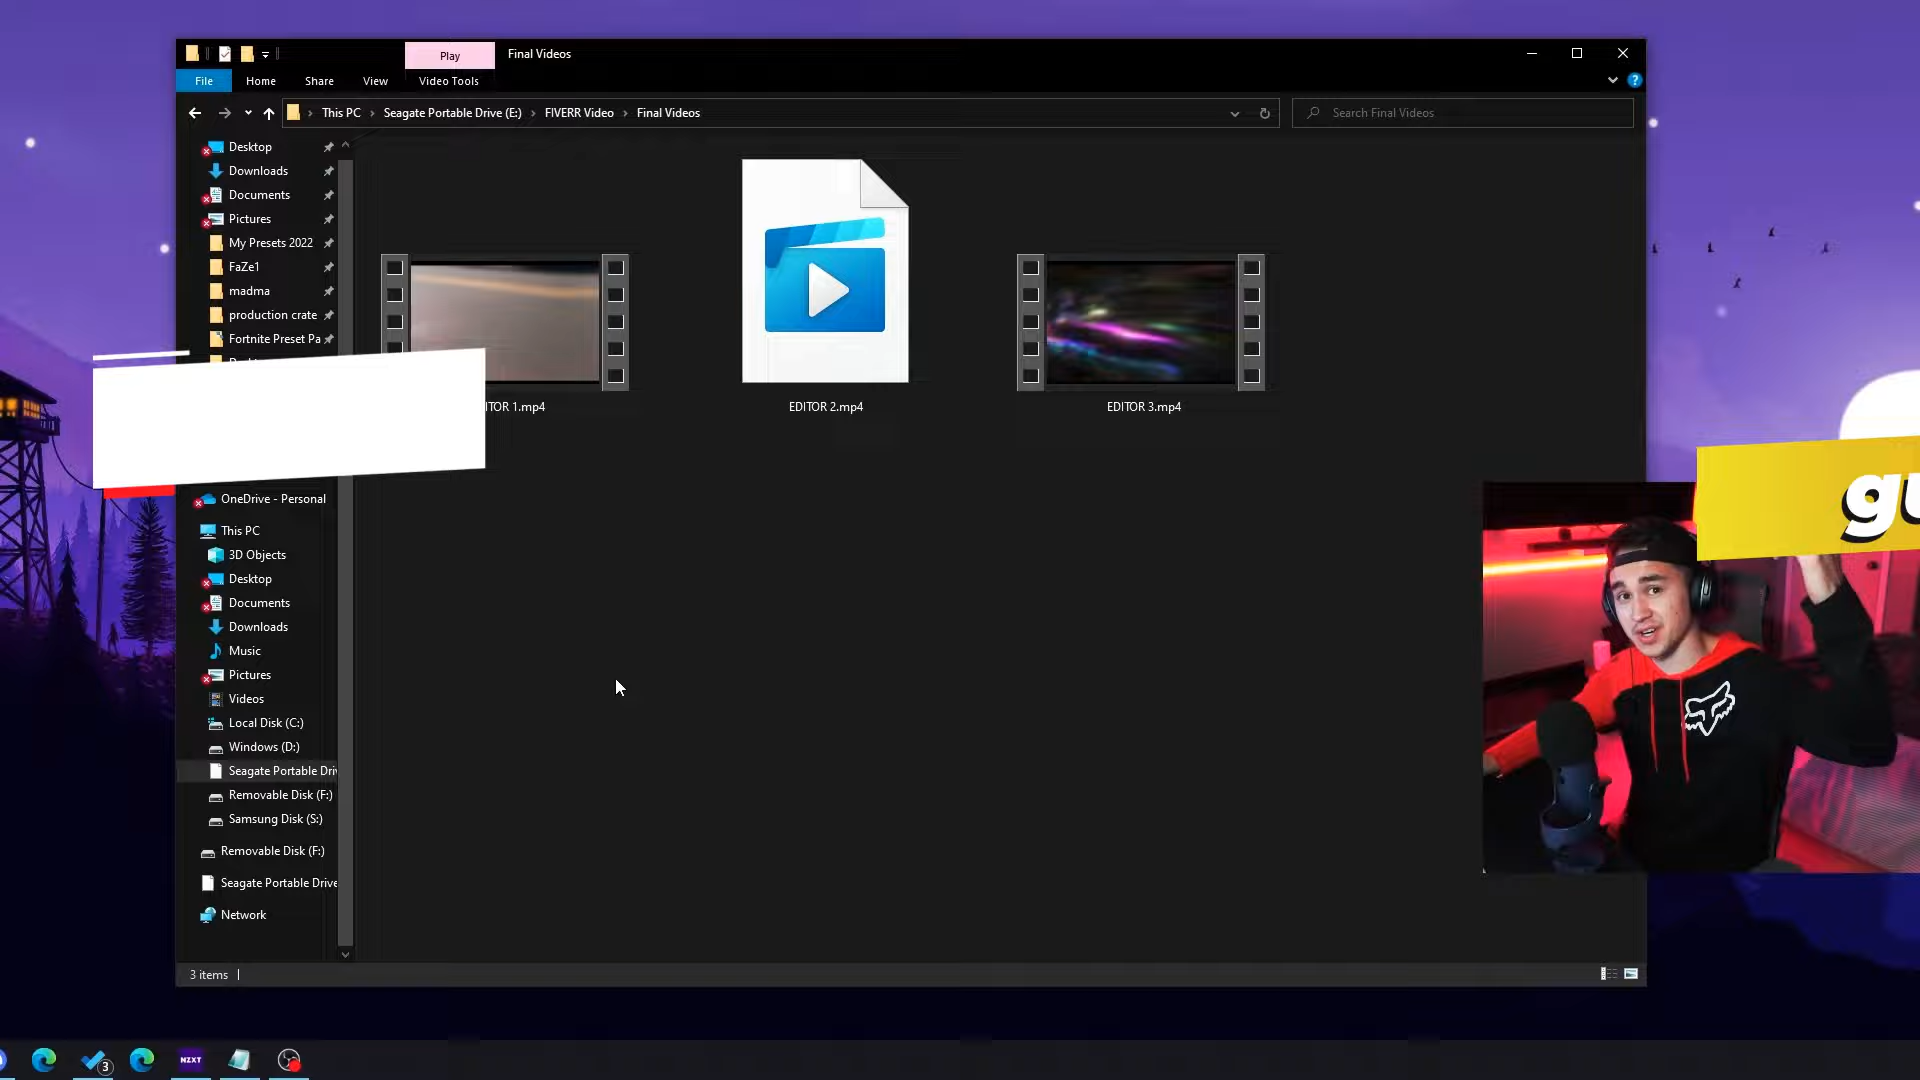 Play
Final Videos
File
Home
Share
View
Video Tools
This PC
Seagate Portable Drive (E:)
FIVERR Video
Final Videos
Search Final Videos
Desktop
Downloads
Documents
Pictures
My Presets 2022
FaZe1
madma
production crate
Fortnite Preset Pa
ITOR 1.mp4
EDITOR 2.mp4
EDITOR 3.mp4
gu
OneDrive - Personal
This PC
3D Objects
Desktop
Documents
Downloads
Music
Pictures
Videos
Local Disk (C:)
Windows (D:)
Seagate Portable Dri
Removable Disk (F:)
Samsung Disk (S:)
Removable Disk (F:)
Seagate Portable Drive
Network
3 items
3
NZXT